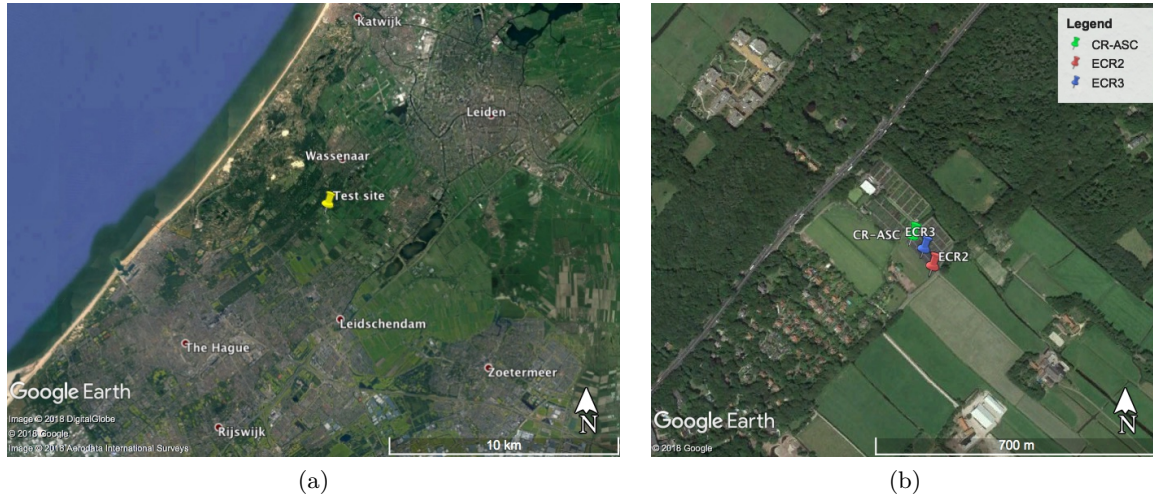 Katwijk
Leiden
Wassenaar
Test site
Leidschendam
The Hague
Zoetermeer
Google Earth
Image © 2018 DigitalGlobe
© 2018 Google
Image © 2018 Aerodata International Surveys
Rijswijk
10 km
N
(a)
Legend
CR-ASC
ECR2
ECR3
CR-ASC
ECR3
ECR2
Google Earth
© 2018 Google
700 m
N
(b)